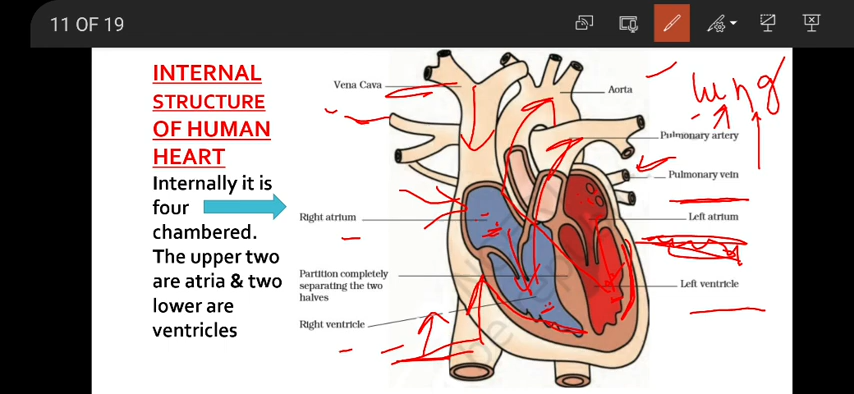 11 OF 19
INTERNAL
STRUCTURE
OF HUMAN
HEART
Internally it is
four
chambered.
The upper two
are atria & two
lower are
ventricles
Vena Cava
Aorta
lung
Pulmonary artery
Pulmonary vein
Right atrium
Left atrium
Partition completely
separating the two
halves
Left ventricle
Right ventricle